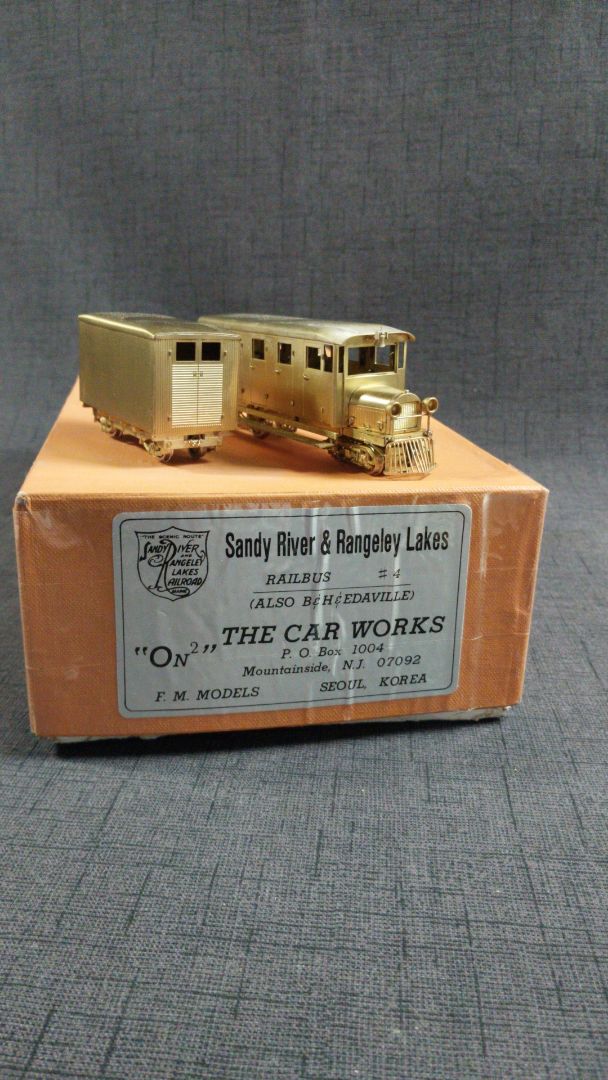 "THE SCENIC ROUTE"
SANDY RIVER
AND
RANGELEY
LAKES
RAILROAD
MAINE
Sandy River & Rangeley Lakes
RAILBUS #4
(ALSO B¢H¢EDAVILLE)
"On2" THE CAR WORKS
P. O. Box 1004
Mountainside, N.J. 07092
F. M. MODELS SEOUL, KOREA